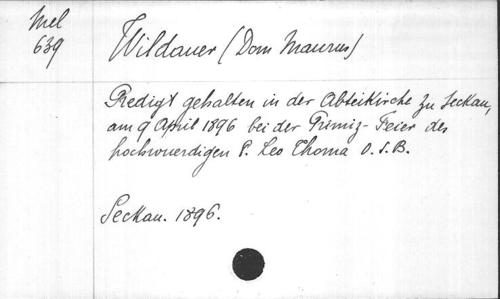 Mel
639
Wildauer (Dom Maurus)
Predigt gehalten in der Abteikirche zu Seckau,
am 9 April 1896 bei der Primiz-Feier des
hochwuerdigen P. Leo Thoma O.S.B.
Seckau. 1896.